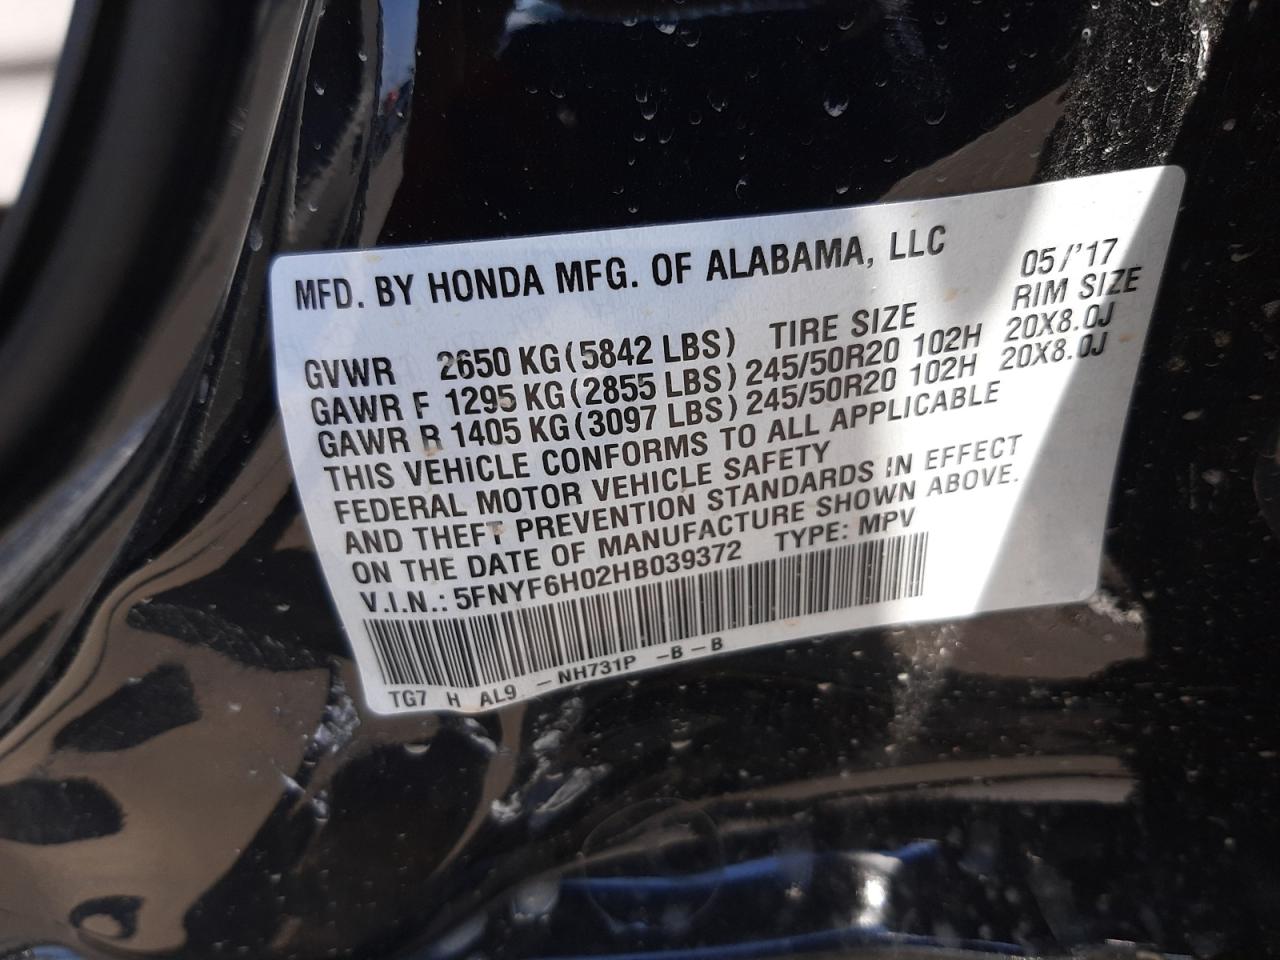 MFD. BY HONDA MFG. OF ALABAMA, LLC 05/'17
GVWR 2650 KG(5842 LBS) TIRE SIZE RIM SIZE
GAWR F 1295 KG(2855 LBS) 245/50R20 102H 20X8.0J
GAWR R 1405 KG(3097 LBS) 245/50R20 102H 20X8.0J
THIS VEHICLE CONFORMS TO ALL APPLICABLE
FEDERAL MOTOR VEHICLE SAFETY
AND THEFT PREVENTION STANDARDS IN EFFECT
ON THE DATE OF MANUFACTURE SHOWN ABOVE.
V.I.N.: 5FNYF6H02HB039372 TYPE: MPV
TG7 H AL9 - NH731P -B-B